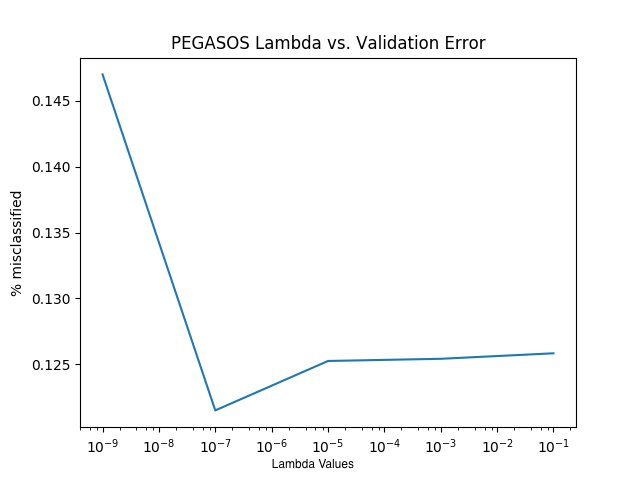 PEGASOS Lambda vs. Validation Error
% misclassified
0.145
0.140
0.135
0.130
0.125
10⁻⁹ 10⁻⁸ 10⁻⁷ 10⁻⁶ 10⁻⁵ 10⁻⁴ 10⁻³ 10⁻² 10⁻¹
Lambda Values